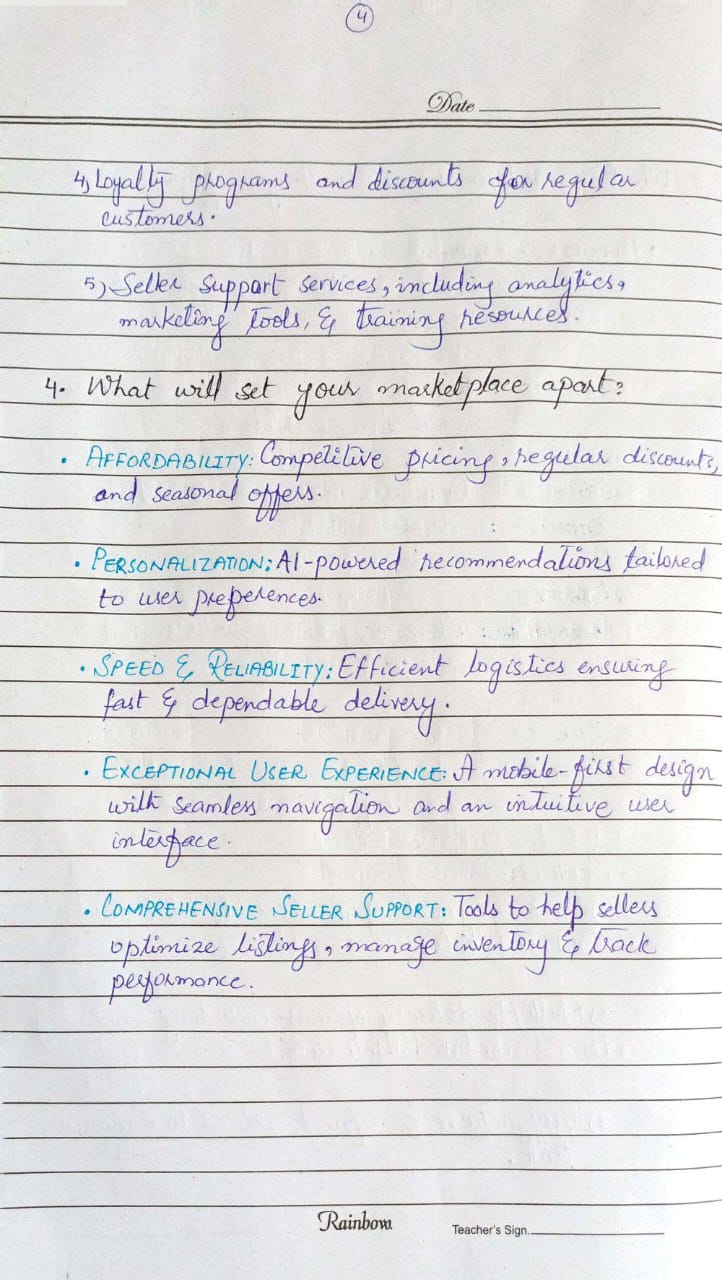 4
Date
4) Loyalty programs and discounts for regular
customers.
5) Seller support services, including analytics,
marketing tools, & training resources.
4. What will set your marketplace apart?
• AFFORDABILITY: Competitive pricing, regular discounts,
and seasonal offers.
• PERSONALIZATION: AI-powered recommendations tailored
to user preferences.
• SPEED & RELIABILITY: Efficient logistics ensuring
fast & dependable delivery.
• EXCEPTIONAL USER EXPERIENCE: A mobile-first design
with seamless navigation and an intuitive user
interface.
• COMPREHENSIVE SELLER SUPPORT: Tools to help sellers
optimize listings, manage inventory & track
performance.
Rainbow
Teacher's Sign.